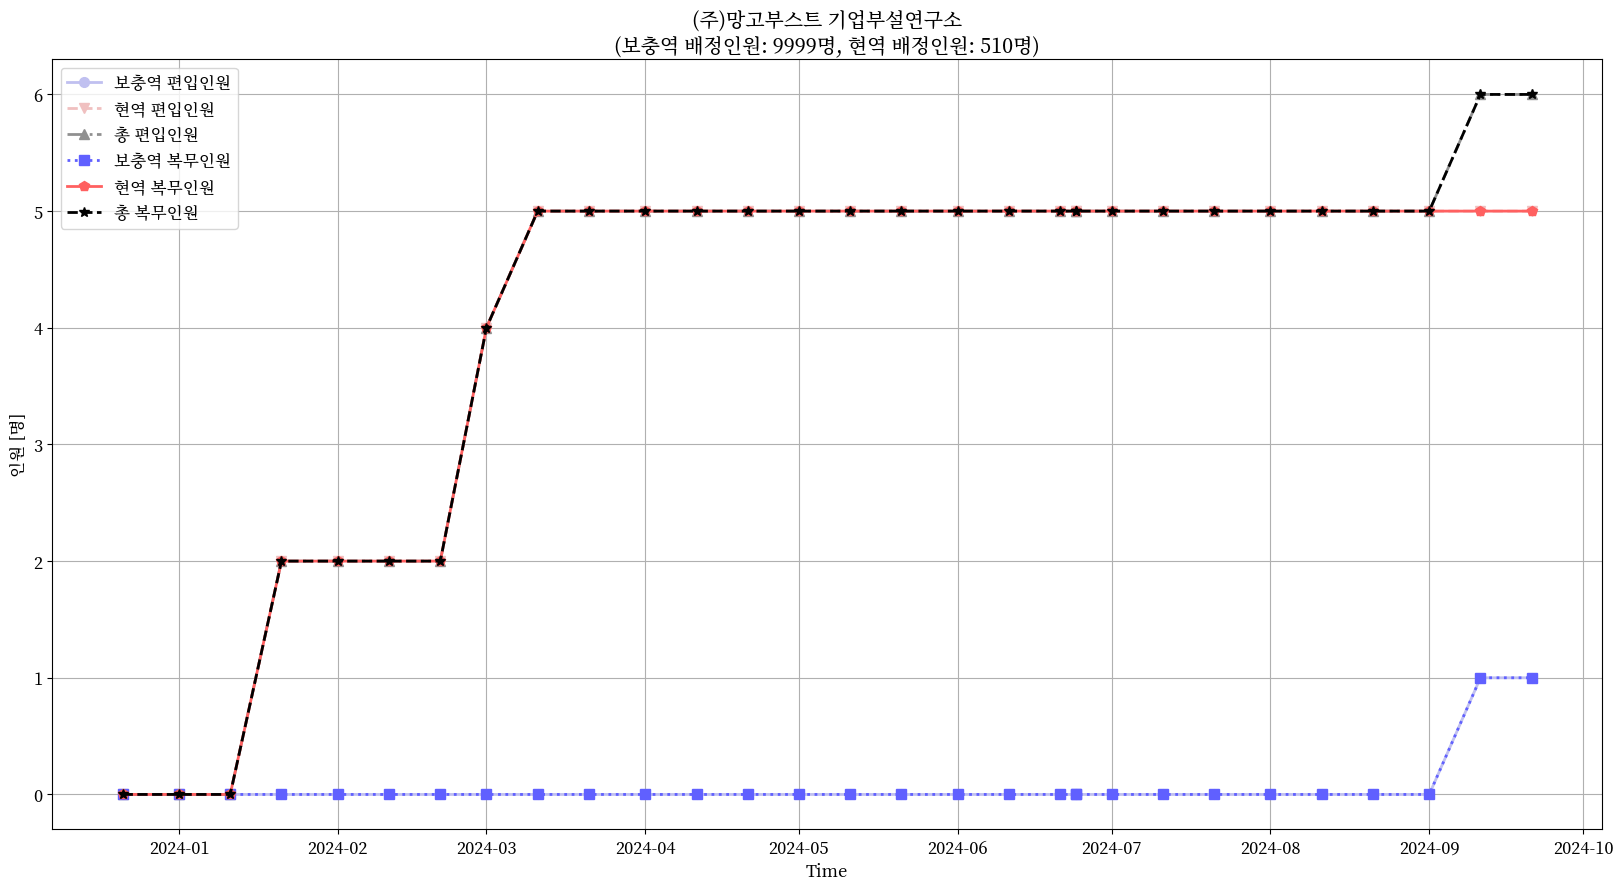 (주)망고부스트 기업부설연구소
(보충역 배정인원: 9999명, 현역 배정인원: 510명)
보충역 편입인원
현역 편입인원
총 편입인원
보충역 복무인원
현역 복무인원
총 복무인원
인원 [명]
6
5
4
3
2
1
0
2024-01 2024-02 2024-03 2024-04 2024-05 2024-06 2024-07 2024-08 2024-09 2024-10
Time